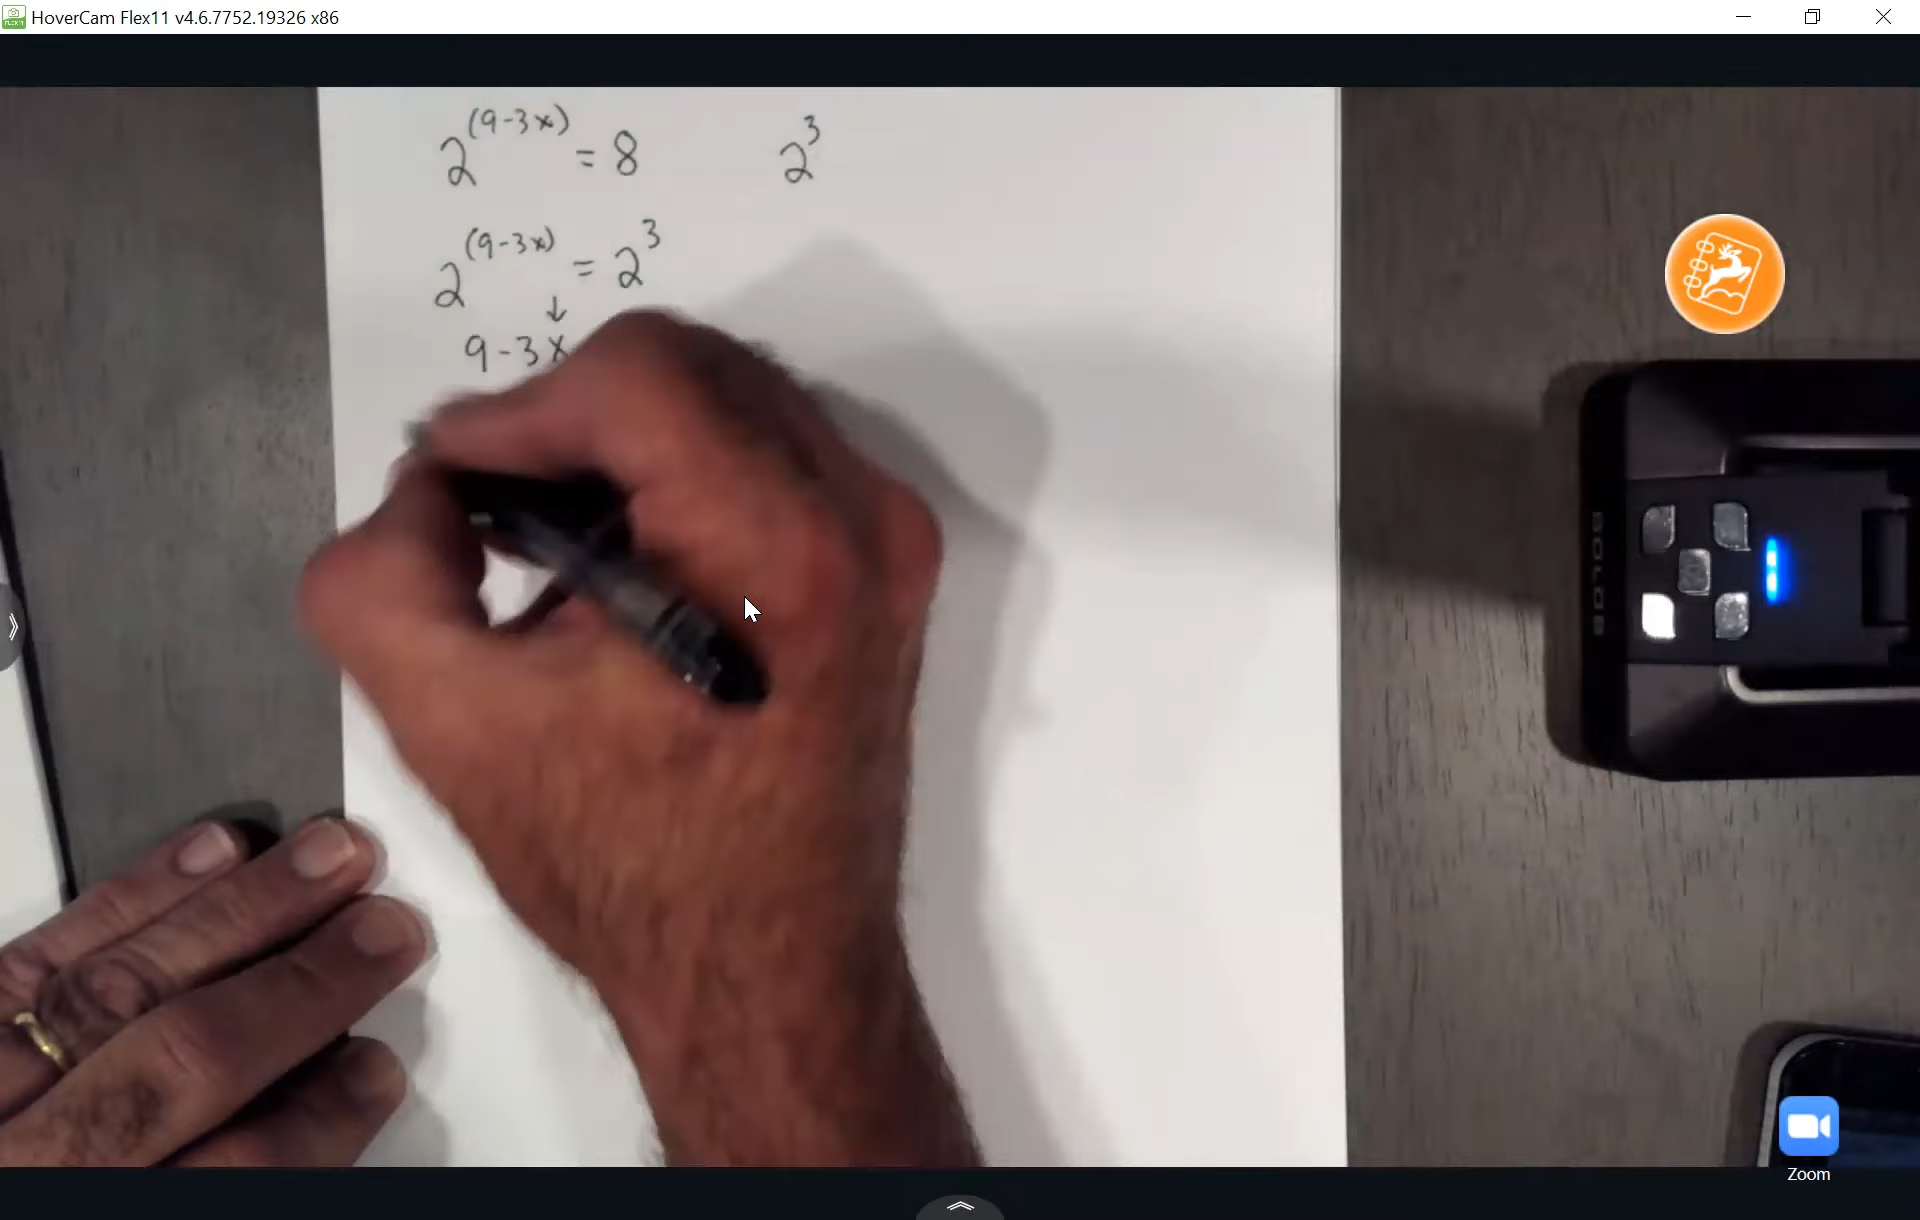 HoverCam Flex11 v4.6.7752.19326 x86
2^(9-3x) = 8    2^3
2^(9-3x) = 2^3
↓
9-3x
Zoom